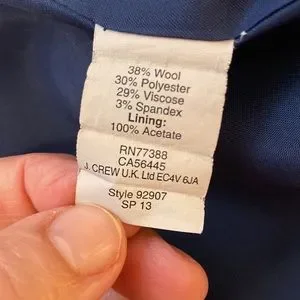 38% Wool
30% Polyester
29% Viscose
3% Spandex
Lining:
100% Acetate
RN77388
CA56445
J. CREW U.K. Ltd EC4V 6JA
Style 92907
SP 13